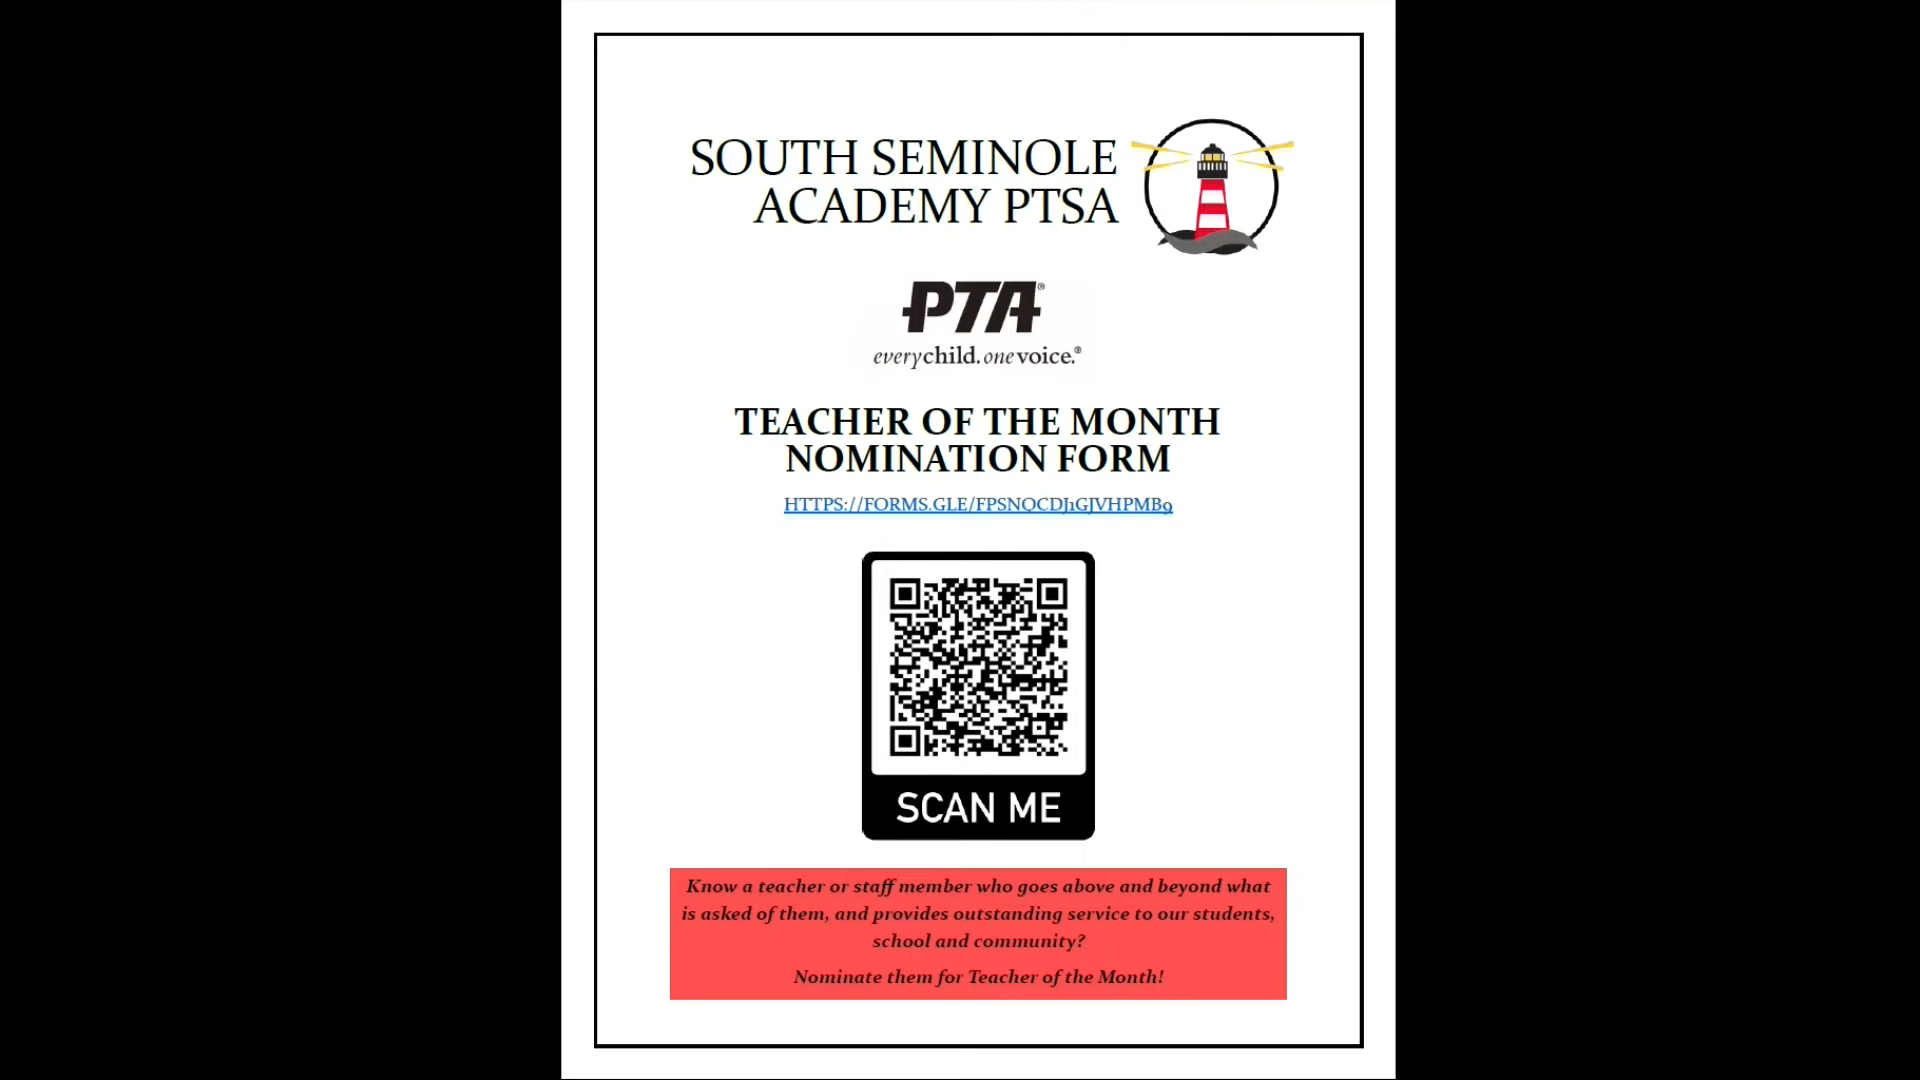 SOUTH SEMINOLE
ACADEMY PTSA
PTA®
everychild.onevoice.®
TEACHER OF THE MONTH
NOMINATION FORM
HTTPS://FORMS.GLE/FPSNQCDJ1GJVHPMB9
SCAN ME
Know a teacher or staff member who goes above and beyond what
is asked of them, and provides outstanding service to our students,
school and community?
Nominate them for Teacher of the Month!